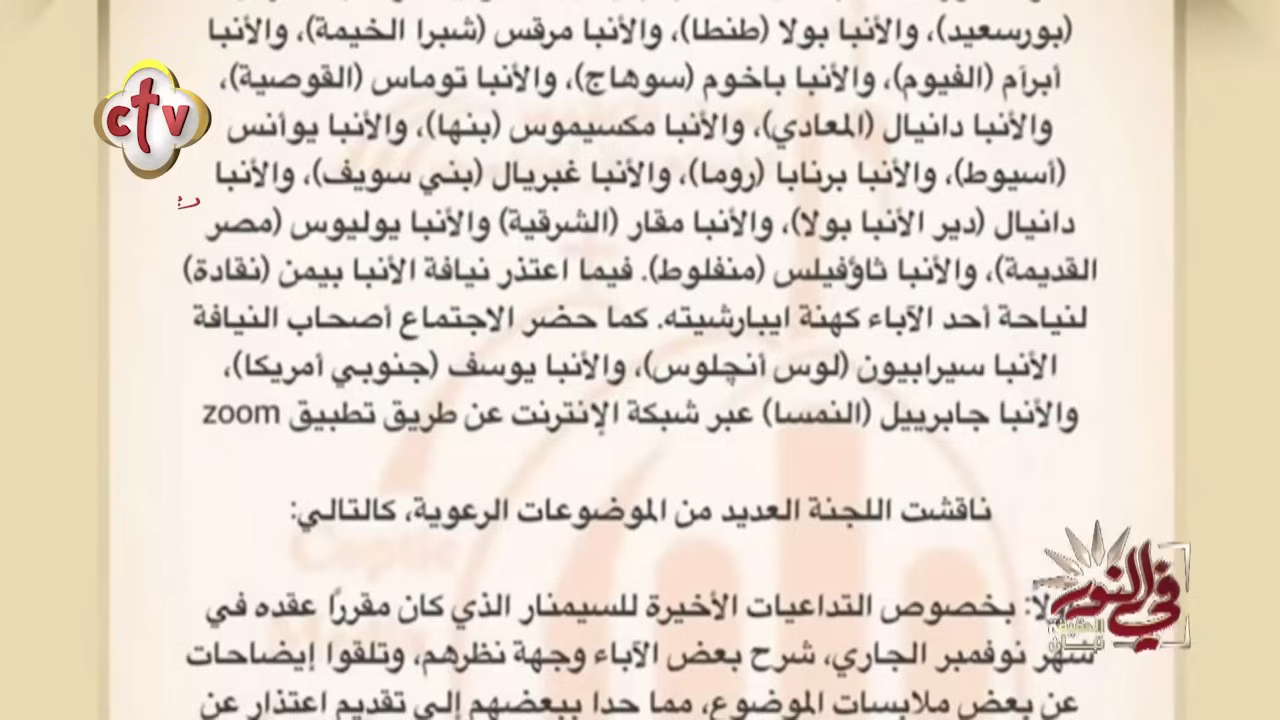 (بورسعيد)، والأنبا بولا (طنطا)، والأنبا مرقس (شبرا الخيمة)، والأنبا
أبرآم (الفيوم)، والأنبا باخوم (سوهاج)، والأنبا توماس (القوصية)،
والأنبا دانيال (المعادي)، والأنبا مكسيموس (بنها)، والأنبا يوأنس
(أسيوط)، والأنبا برنابا (روما)، والأنبا غبريال (بني سويف)، والأنبا
دانيال (دير الأنبا بولا)، والأنبا مقار (الشرقية) والأنبا يوليوس (مصر
القديمة)، والأنبا ثاؤفيلس (منفلوط). فيما اعتذر نيافة الأنبا بيمن (نقادة)
لنياحة أحد الآباء كهنة ايبارشيته. كما حضر الاجتماع أصحاب النيافة
الأنبا سيرابيون (لوس أنچلوس)، والأنبا يوسف (جنوبي أمريكا)،
والأنبا جابرييل (النمسا) عبر شبكة الإنترنت عن طريق تطبيق zoom
ناقشت اللجنة العديد من الموضوعات الرعوية، كالتالي:
بخصوص التداعيات الأخيرة للسيمنار الذي كان مقررًا عقده في
شهر نوفمبر الجاري، شرح بعض الآباء وجهة نظرهم، وتلقوا إيضاحات
عن بعض ملابسات الموضوع، مما حدا ببعضهم إلى تقديم اعتذار عن
ctv
في النور
Coptic